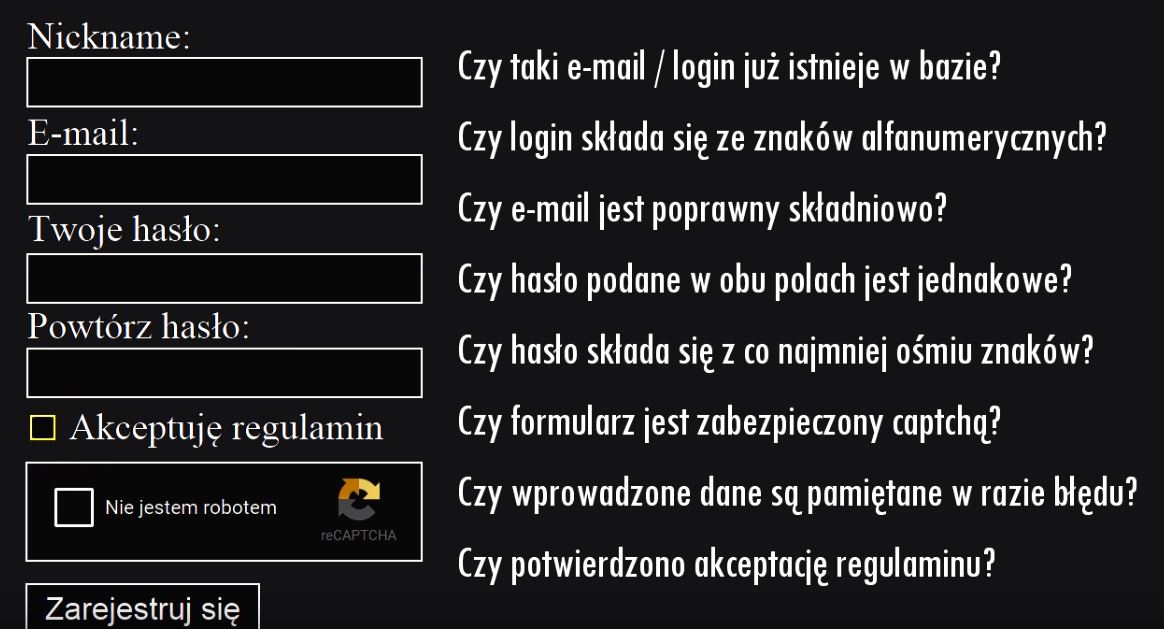 Nickname:
E-mail:
Twoje hasło:
Powtórz hasło:
Akceptuję regulamin
Nie jestem robotem
reCAPTCHA
Zarejestruj się
Czy taki e-mail / login już istnieje w bazie?
Czy login składa się ze znaków alfanumerycznych?
Czy e-mail jest poprawny składniowo?
Czy hasło podane w obu polach jest jednakowe?
Czy hasło składa się z co najmniej ośmiu znaków?
Czy formularz jest zabezpieczony captchą?
Czy wprowadzone dane są pamiętane w razie błędu?
Czy potwierdzono akceptację regulaminu?